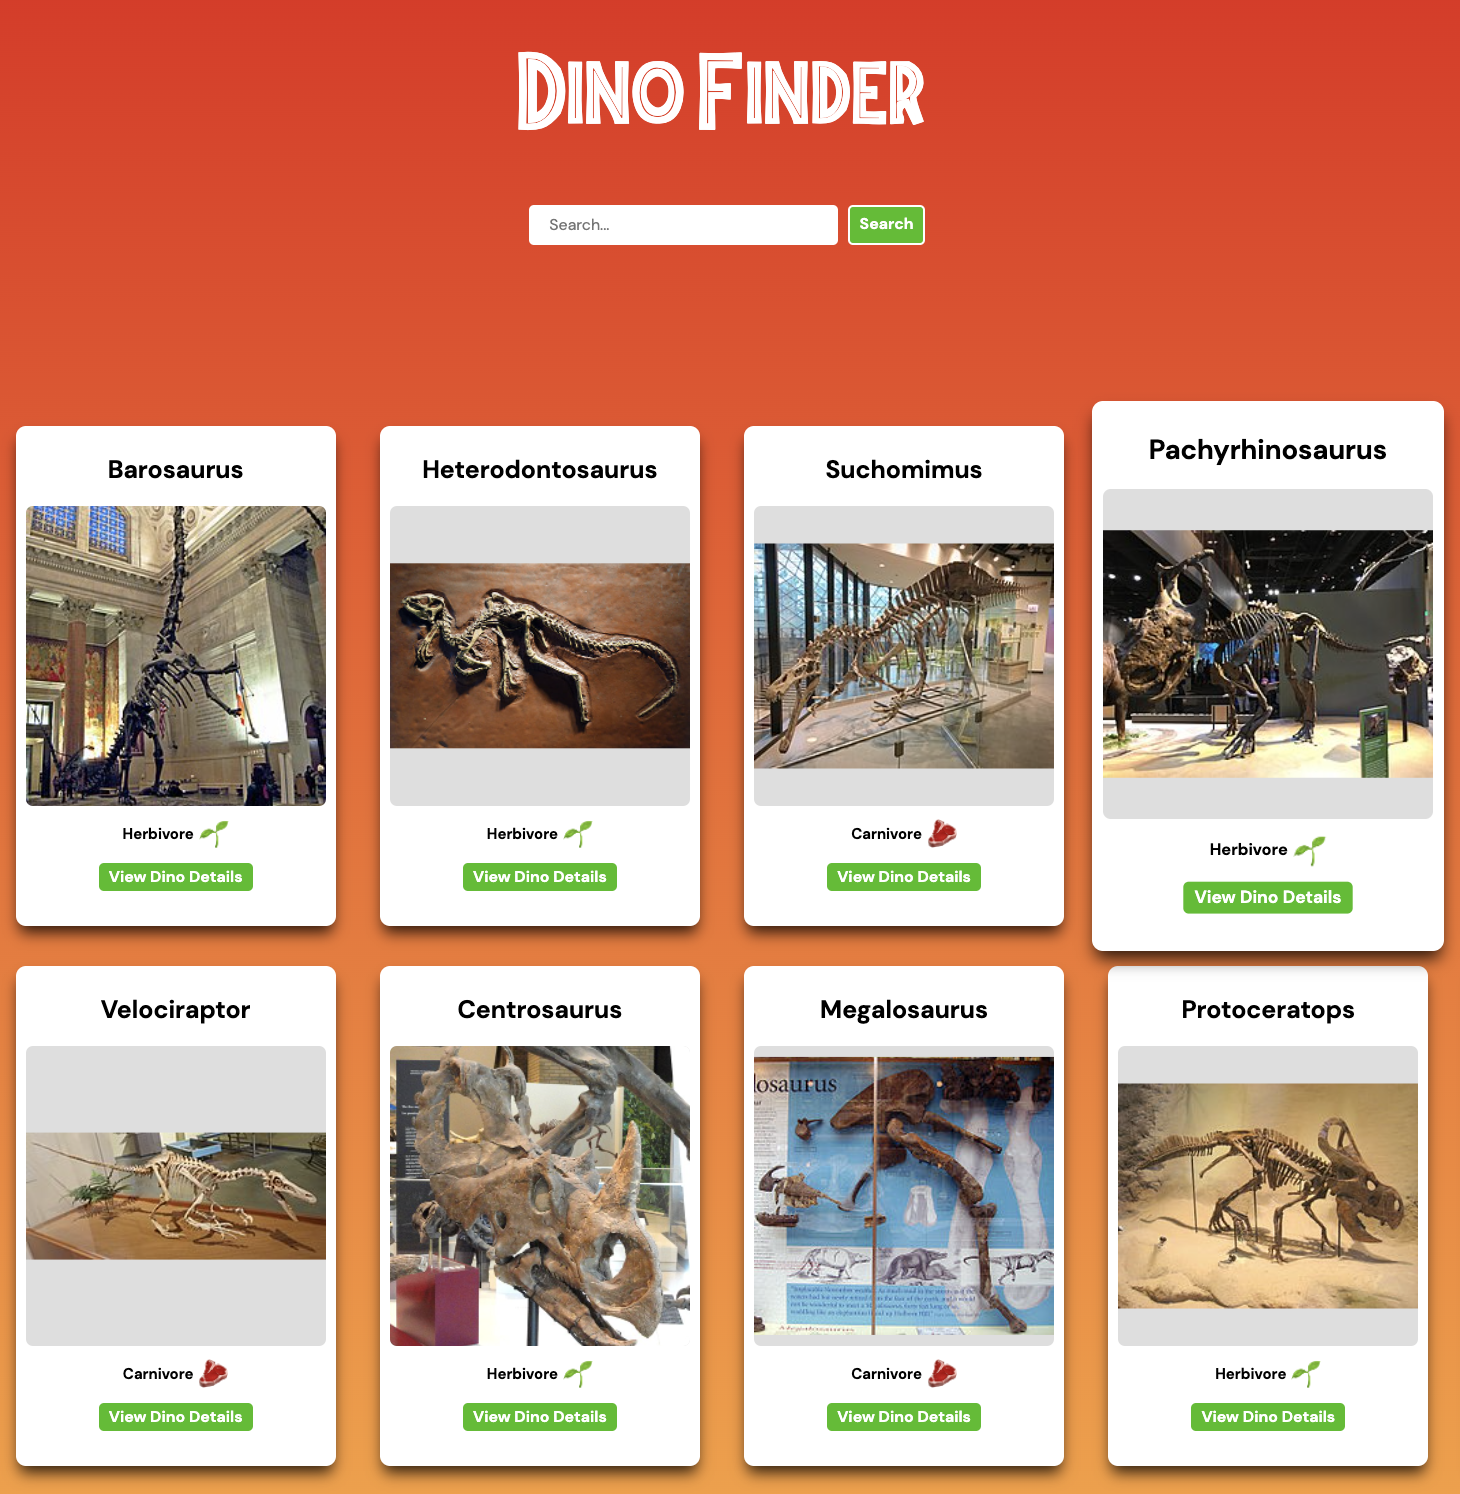 Dino Finder
Search...
Search
Barosaurus
Herbivore
View Dino Details
Heterodontosaurus
Herbivore
View Dino Details
Suchomimus
Carnivore
View Dino Details
Pachyrhinosaurus
Herbivore
View Dino Details
Velociraptor
Carnivore
View Dino Details
Centrosaurus
Herbivore
View Dino Details
Megalosaurus
losaurus
Carnivore
View Dino Details
Protoceratops
Herbivore
View Dino Details